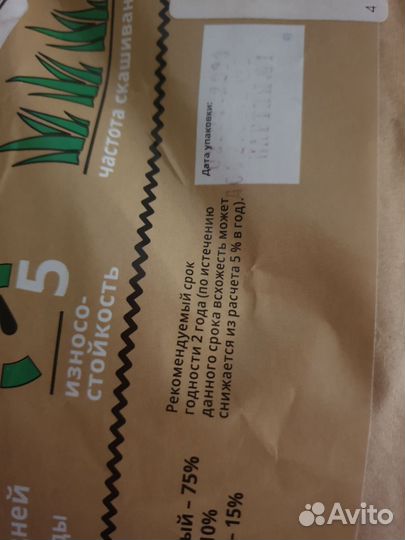 частота скашиван
Дата упаковки:
5
износо-
стойкость
Рекомендуемый срок
годности 2 года (по истечению
данного срока всхожесть может
снижается из расчета 5 % в год).
ней
ды
ый – 75%
10%
– 15%
4
Avito